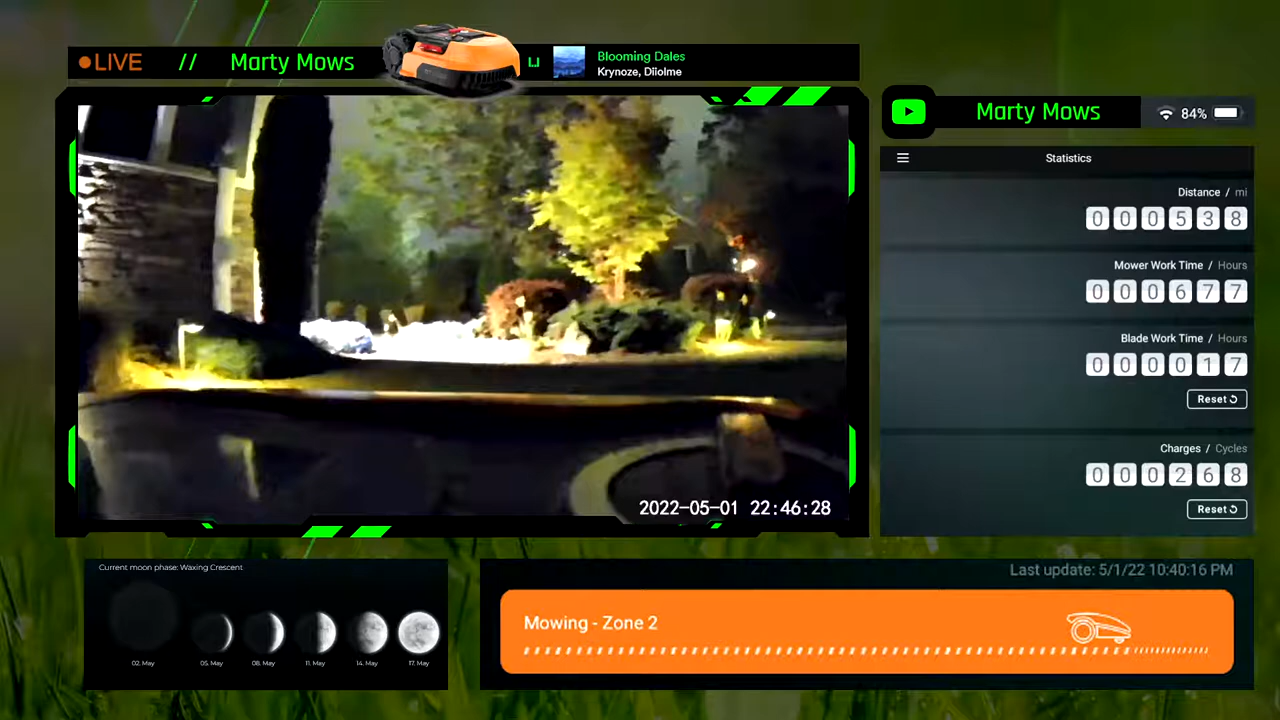 LIVE // Marty Mows
Blooming Dales
Krynoze, Diiolme
Marty Mows
84%
Statistics
Distance / mi
000538
Mower Work Time / Hours
000677
Blade Work Time / Hours
000017
Reset
Charges / Cycles
000268
Reset
2022-05-01 22:46:28
Current moon phase: Waxing Crescent
02. May 05. May 08. May 11. May 14. May 17. May
Last update: 5/1/22 10:40:16 PM
Mowing - Zone 2